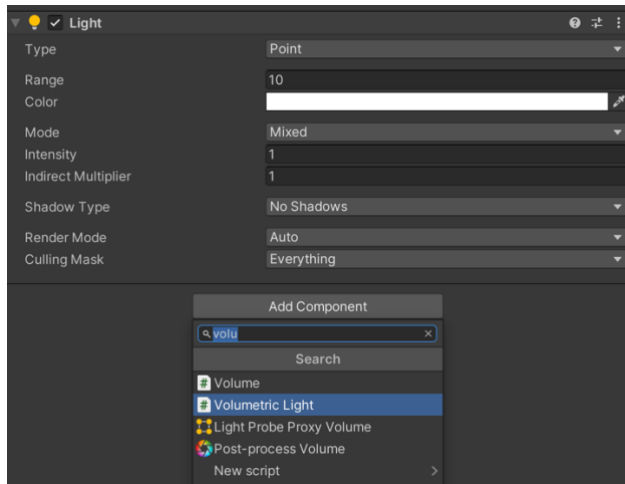 Light
Type Point
Range 10
Color
Mode Mixed
Intensity 1
Indirect Multiplier 1
Shadow Type No Shadows
Render Mode Auto
Culling Mask Everything
Add Component
volu
Search
Volume
Volumetric Light
Light Probe Proxy Volume
Post-process Volume
New script